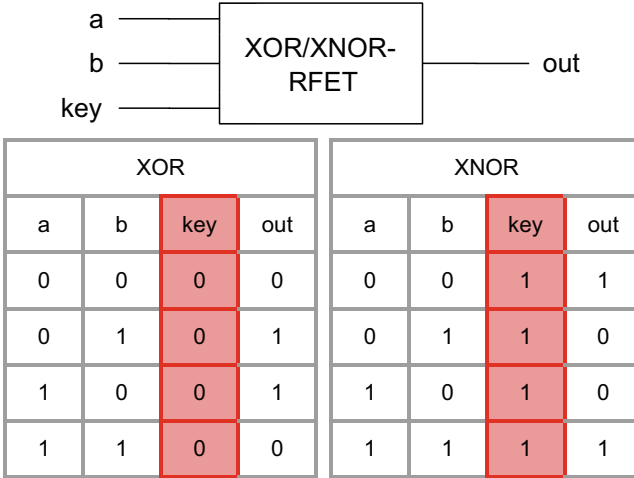 a
b
key
XOR/XNOR-
RFET
out
XOR
a b key out
0 0 0 0
0 1 0 1
1 0 0 1
1 1 0 0
XNOR
a b key out
0 0 1 1
0 1 1 0
1 0 1 0
1 1 1 1